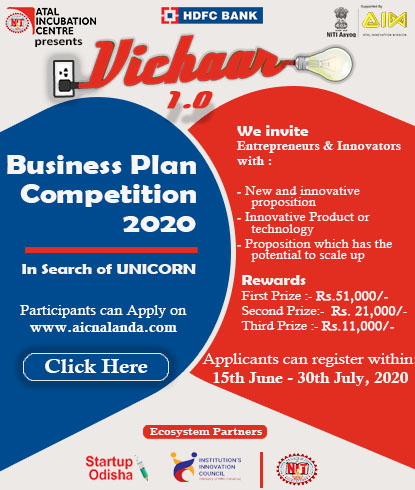 ATAL
INCUBATION
CENTRE
presents
HDFC BANK
Supported By
NITI Aayog
AIM
ATAL INNOVATION MISSION
Vichaar
1.0
Business Plan
Competition
2020
In Search of UNICORN
Participants can Apply on
www.aicnalanda.com
Click Here
We invite
Entrepreneurs & Innovators
with :
- New and innovative
proposition
- Innovative Product or
technology
- Proposition which has the
potential to scale up
Rewards
First Prize :- Rs.51,000/-
Second Prize:- Rs. 21,000/-
Third Prize :- Rs.11,000/-
Applicants can register within
15th June - 30th July, 2020
Ecosystem Partners
Startup
Odisha
INSTITUTION'S
INNOVATION
COUNCIL